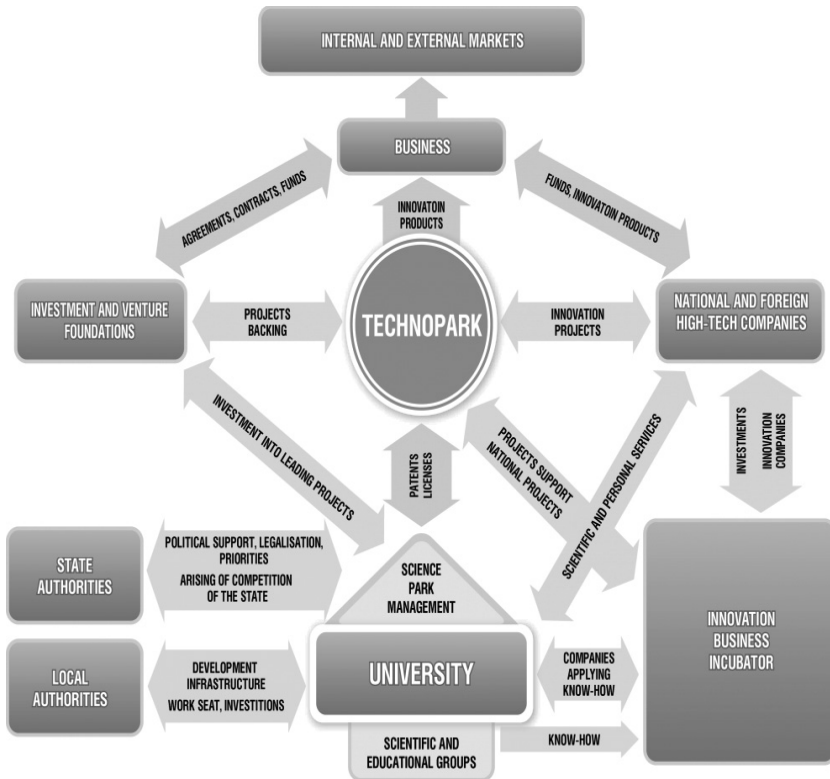 INTERNAL AND EXTERNAL MARKETS
BUSINESS
AGREEMENTS, CONTRACTS, FUNDS
INNOVATOIN
PRODUCTS
FUNDS, INNOVATOIN PRODUCTS
INVESTMENT AND VENTURE
FOUNDATIONS
PROJECTS
BACKING
TECHNOPARK
INNOVATION
PROJECTS
NATIONAL AND FOREIGN
HIGH-TECH COMPANIES
INVESTMENT INTO LEADING PROJECTS
PATENTS
LICENSES
PROJECTS SUPPORT
NATIONAL PROJECTS
SCIENTIFIC AND PERSONAL SERVICES
INVESTMENTS
INNOVATION
COMPANIES
STATE
AUTHORITIES
POLITICAL SUPPORT, LEGALISATION,
PRIORITIES
ARISING OF COMPETITION
OF THE STATE
SCIENCE
PARK
MANAGEMENT
INNOVATION
BUSINESS
INCUBATOR
LOCAL
AUTHORITIES
DEVELOPMENT
INFRASTRUCTURE
WORK SEAT, INVESTITIONS
UNIVERSITY
COMPANIES
APPLYING
KNOW-HOW
SCIENTIFIC AND
EDUCATIONAL GROUPS
KNOW-HOW